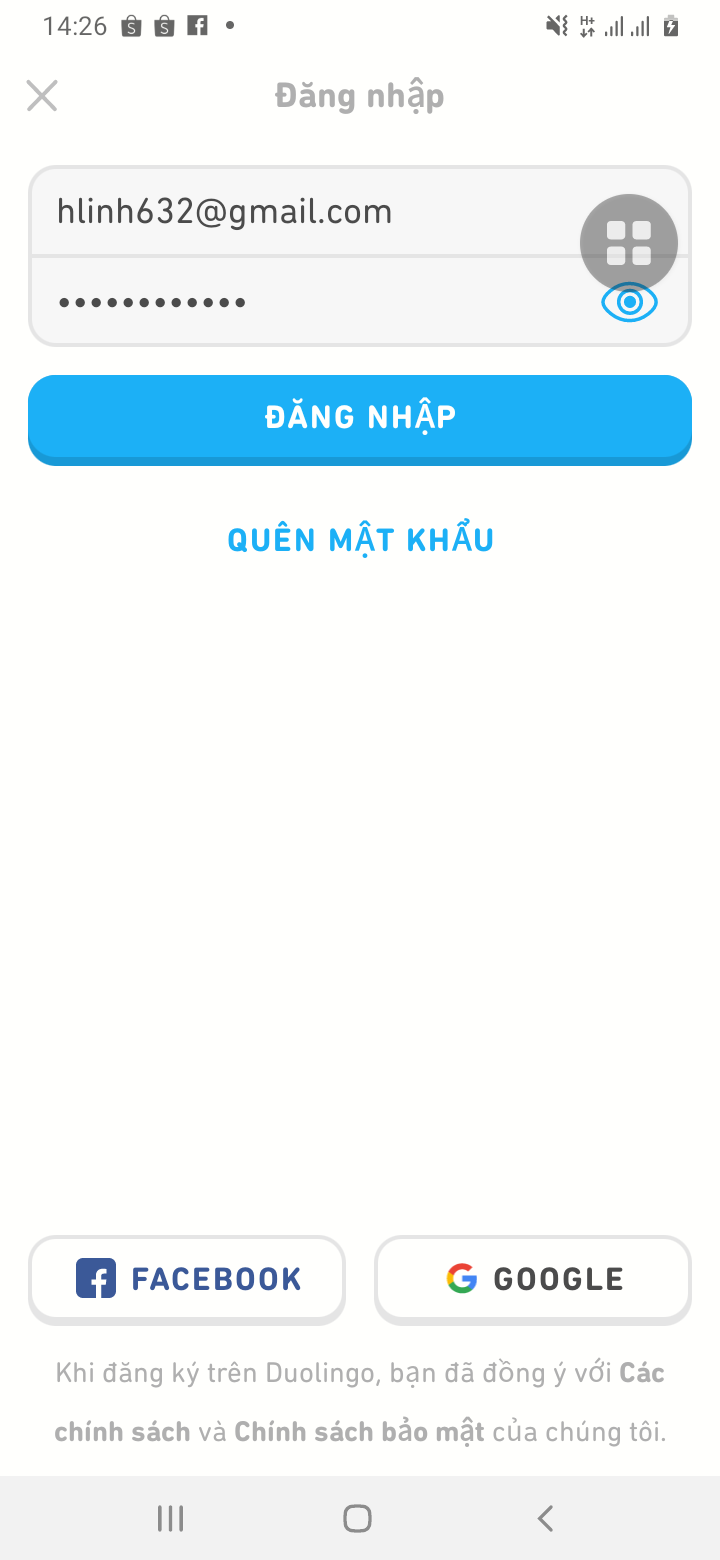 14:26
H+
Đăng nhập
hlinh632@gmail.com
••••••••••••
ĐĂNG NHẬP
QUÊN MẬT KHẨU
FACEBOOK
GOOGLE
Khi đăng ký trên Duolingo, bạn đã đồng ý với Các
chính sách và Chính sách bảo mật của chúng tôi.